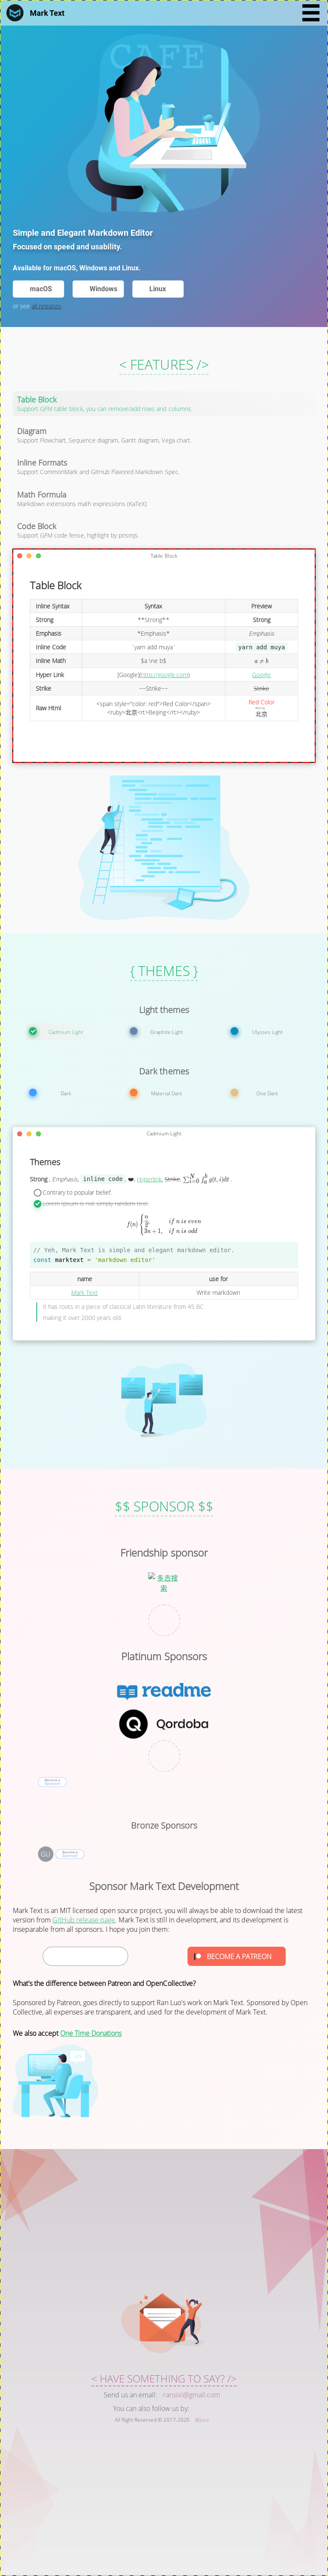 Mark Text
CAFE
Simple and Elegant Markdown Editor
Focused on speed and usability.
Available for macOS, Windows and Linux.
macOS
Windows
Linux
or see all releases
< FEATURES />
Table Block
Support GFM table Block, you can remove/add rows and columns.
Diagram
Support Flowchart, Sequence diagram, Gantt diagram, Vega chart.
Inline Formats
Support CommonMark and GitHub Flavored Markdown Spec.
Math Formula
Markdown extensions math expressions (KaTeX).
Code Block
Support GFM code fense, highlight by prismjs.
Table Block
Table Block
Inline Syntax Syntax Preview
Strong **Strong** Strong
Emphasis *Emphasis* Emphasis
Inline Code `yarn add muya` yarn add muya
Inline Math $a \ne b$ a ≠ b
Hyper Link [Google](http://google.com) Google
Strike ~~Strike~~ Strike
Raw Html <span style="color: red">Red Color</span> Red Color
<ruby>北京<rt>Beijing</rt></ruby> 北京
{ THEMES }
Light themes
Cadmium Light
Graphite Light
Ulysses Light
Dark themes
Dark
Material Dark
One Dark
Cadmium Light
Themes
Strong , Emphasis, inline code , ❤, Hyperlink, Strike, ∑_{i=0}^{N} ∫_a^b g(t, i)dt .
Contrary to popular belief.
Lorem Ipsum is not simply random text.
f(n) { n/2, if n is even
3n + 1, if n is odd
// Yeh, Mark Text is simple and elegant markdown editor.
const marktext = 'markdown editor'
name use for
Mark Text Write markdown
It has roots in a piece of classical Latin literature from 45 BC
making it over 2000 years old.
$$ SPONSOR $$
Friendship sponsor
多吉搜
索
Platinum Sponsors
readme
Qordoba
Become a
Sponsor
Bronze Sponsors
GU
Become a
Sponsor
Sponsor Mark Text Development
Mark Text is an MIT licensed open source project, you will always be able to download the latest
version from GitHub release page. Mark Text is still in development, and its development is
inseparable from all sponsors. I hope you join them:
BECOME A PATREON
What's the difference between Patreon and OpenCollective?
Sponsored by Patreon, goes directly to support Ran Luo's work on Mark Text. Sponsored by Open
Collective, all expenses are transparent, and used for the development of Mark Text.
We also accept One Time Donations
< HAVE SOMETHING TO SAY? />
Send us an email: ransixi@gmail.com
You can also follow us by:
All Right Reserved © 2017-2020 @Jocs